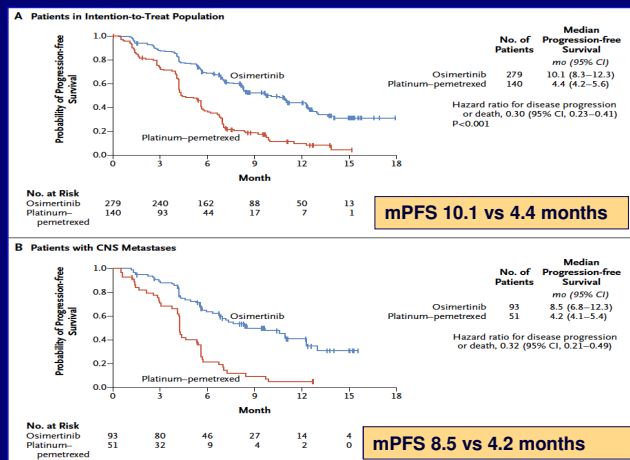 A Patients in Intention-to-Treat Population
Probability of Progression-free
Survival
1.0
0.8
0.6
0.4
0.2
0.0
0 3 6 9 12 15 18
Month
Osimertinib
Platinum–pemetrexed
No. of
Patients
Median
Progression-free
Survival
mo (95% CI)
Osimertinib 279 10.1 (8.3–12.3)
Platinum–pemetrexed 140 4.4 (4.2–5.6)
Hazard ratio for disease progression
or death, 0.30 (95% CI, 0.23–0.41)
P<0.001
No. at Risk
Osimertinib 279 240 162 88 50 13
Platinum– 140 93 44 17 7 1
pemetrexed
mPFS 10.1 vs 4.4 months
B Patients with CNS Metastases
Probability of Progression-free
Survival
1.0
0.8
0.6
0.4
0.2
0.0
0 3 6 9 12 15 18
Month
Osimertinib
Platinum–pemetrexed
No. of
Patients
Median
Progression-free
Survival
mo (95% CI)
Osimertinib 93 8.5 (6.8–12.3)
Platinum–pemetrexed 51 4.2 (4.1–5.4)
Hazard ratio for disease progression
or death, 0.32 (95% CI, 0.21–0.49)
No. at Risk
Osimertinib 93 80 46 27 14 4
Platinum– 51 32 9 4 2 0
pemetrexed
mPFS 8.5 vs 4.2 months